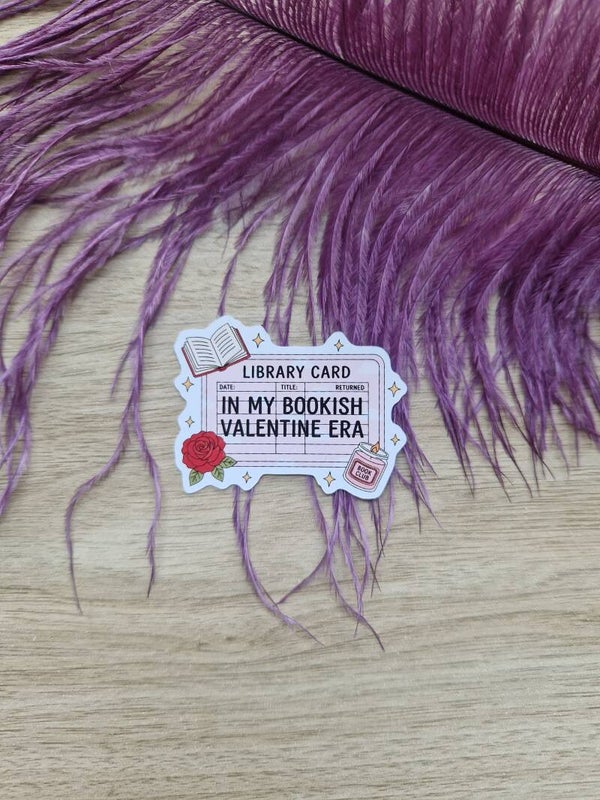 LIBRARY CARD
DATE: TITLE: RETURNED
IN MY BOOKISH
VALENTINE ERA
BOOK
CLUB